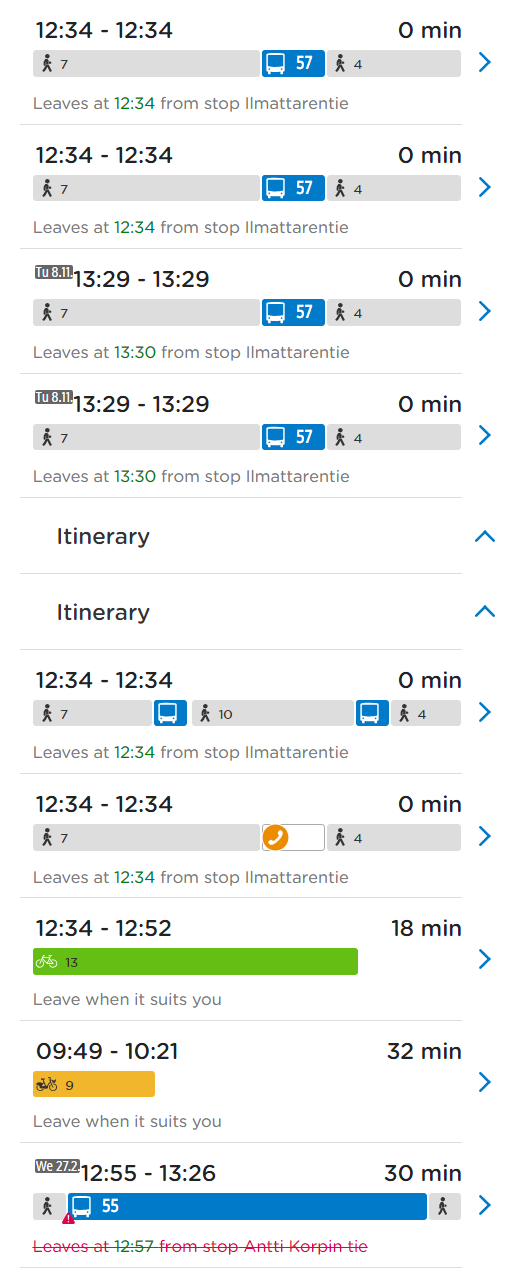 12:34 - 12:34 0 min
7 57 4
Leaves at 12:34 from stop Ilmattarentie
12:34 - 12:34 0 min
7 57 4
Leaves at 12:34 from stop Ilmattarentie
Tu 8.11. 13:29 - 13:29 0 min
7 57 4
Leaves at 13:30 from stop Ilmattarentie
Tu 8.11. 13:29 - 13:29 0 min
7 57 4
Leaves at 13:30 from stop Ilmattarentie
Itinerary
Itinerary
12:34 - 12:34 0 min
7 10 4
Leaves at 12:34 from stop Ilmattarentie
12:34 - 12:34 0 min
7 4
Leaves at 12:34 from stop Ilmattarentie
12:34 - 12:52 18 min
13
Leave when it suits you
09:49 - 10:21 32 min
9
Leave when it suits you
We 27.2. 12:55 - 13:26 30 min
55
Leaves at 12:57 from stop Antti Korpin tie